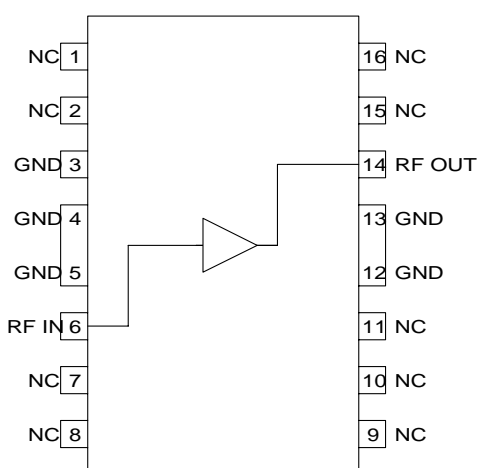 NC 1
NC 2
GND 3
GND 4
GND 5
RF IN 6
NC 7
NC 8
16 NC
15 NC
14 RF OUT
13 GND
12 GND
11 NC
10 NC
9 NC